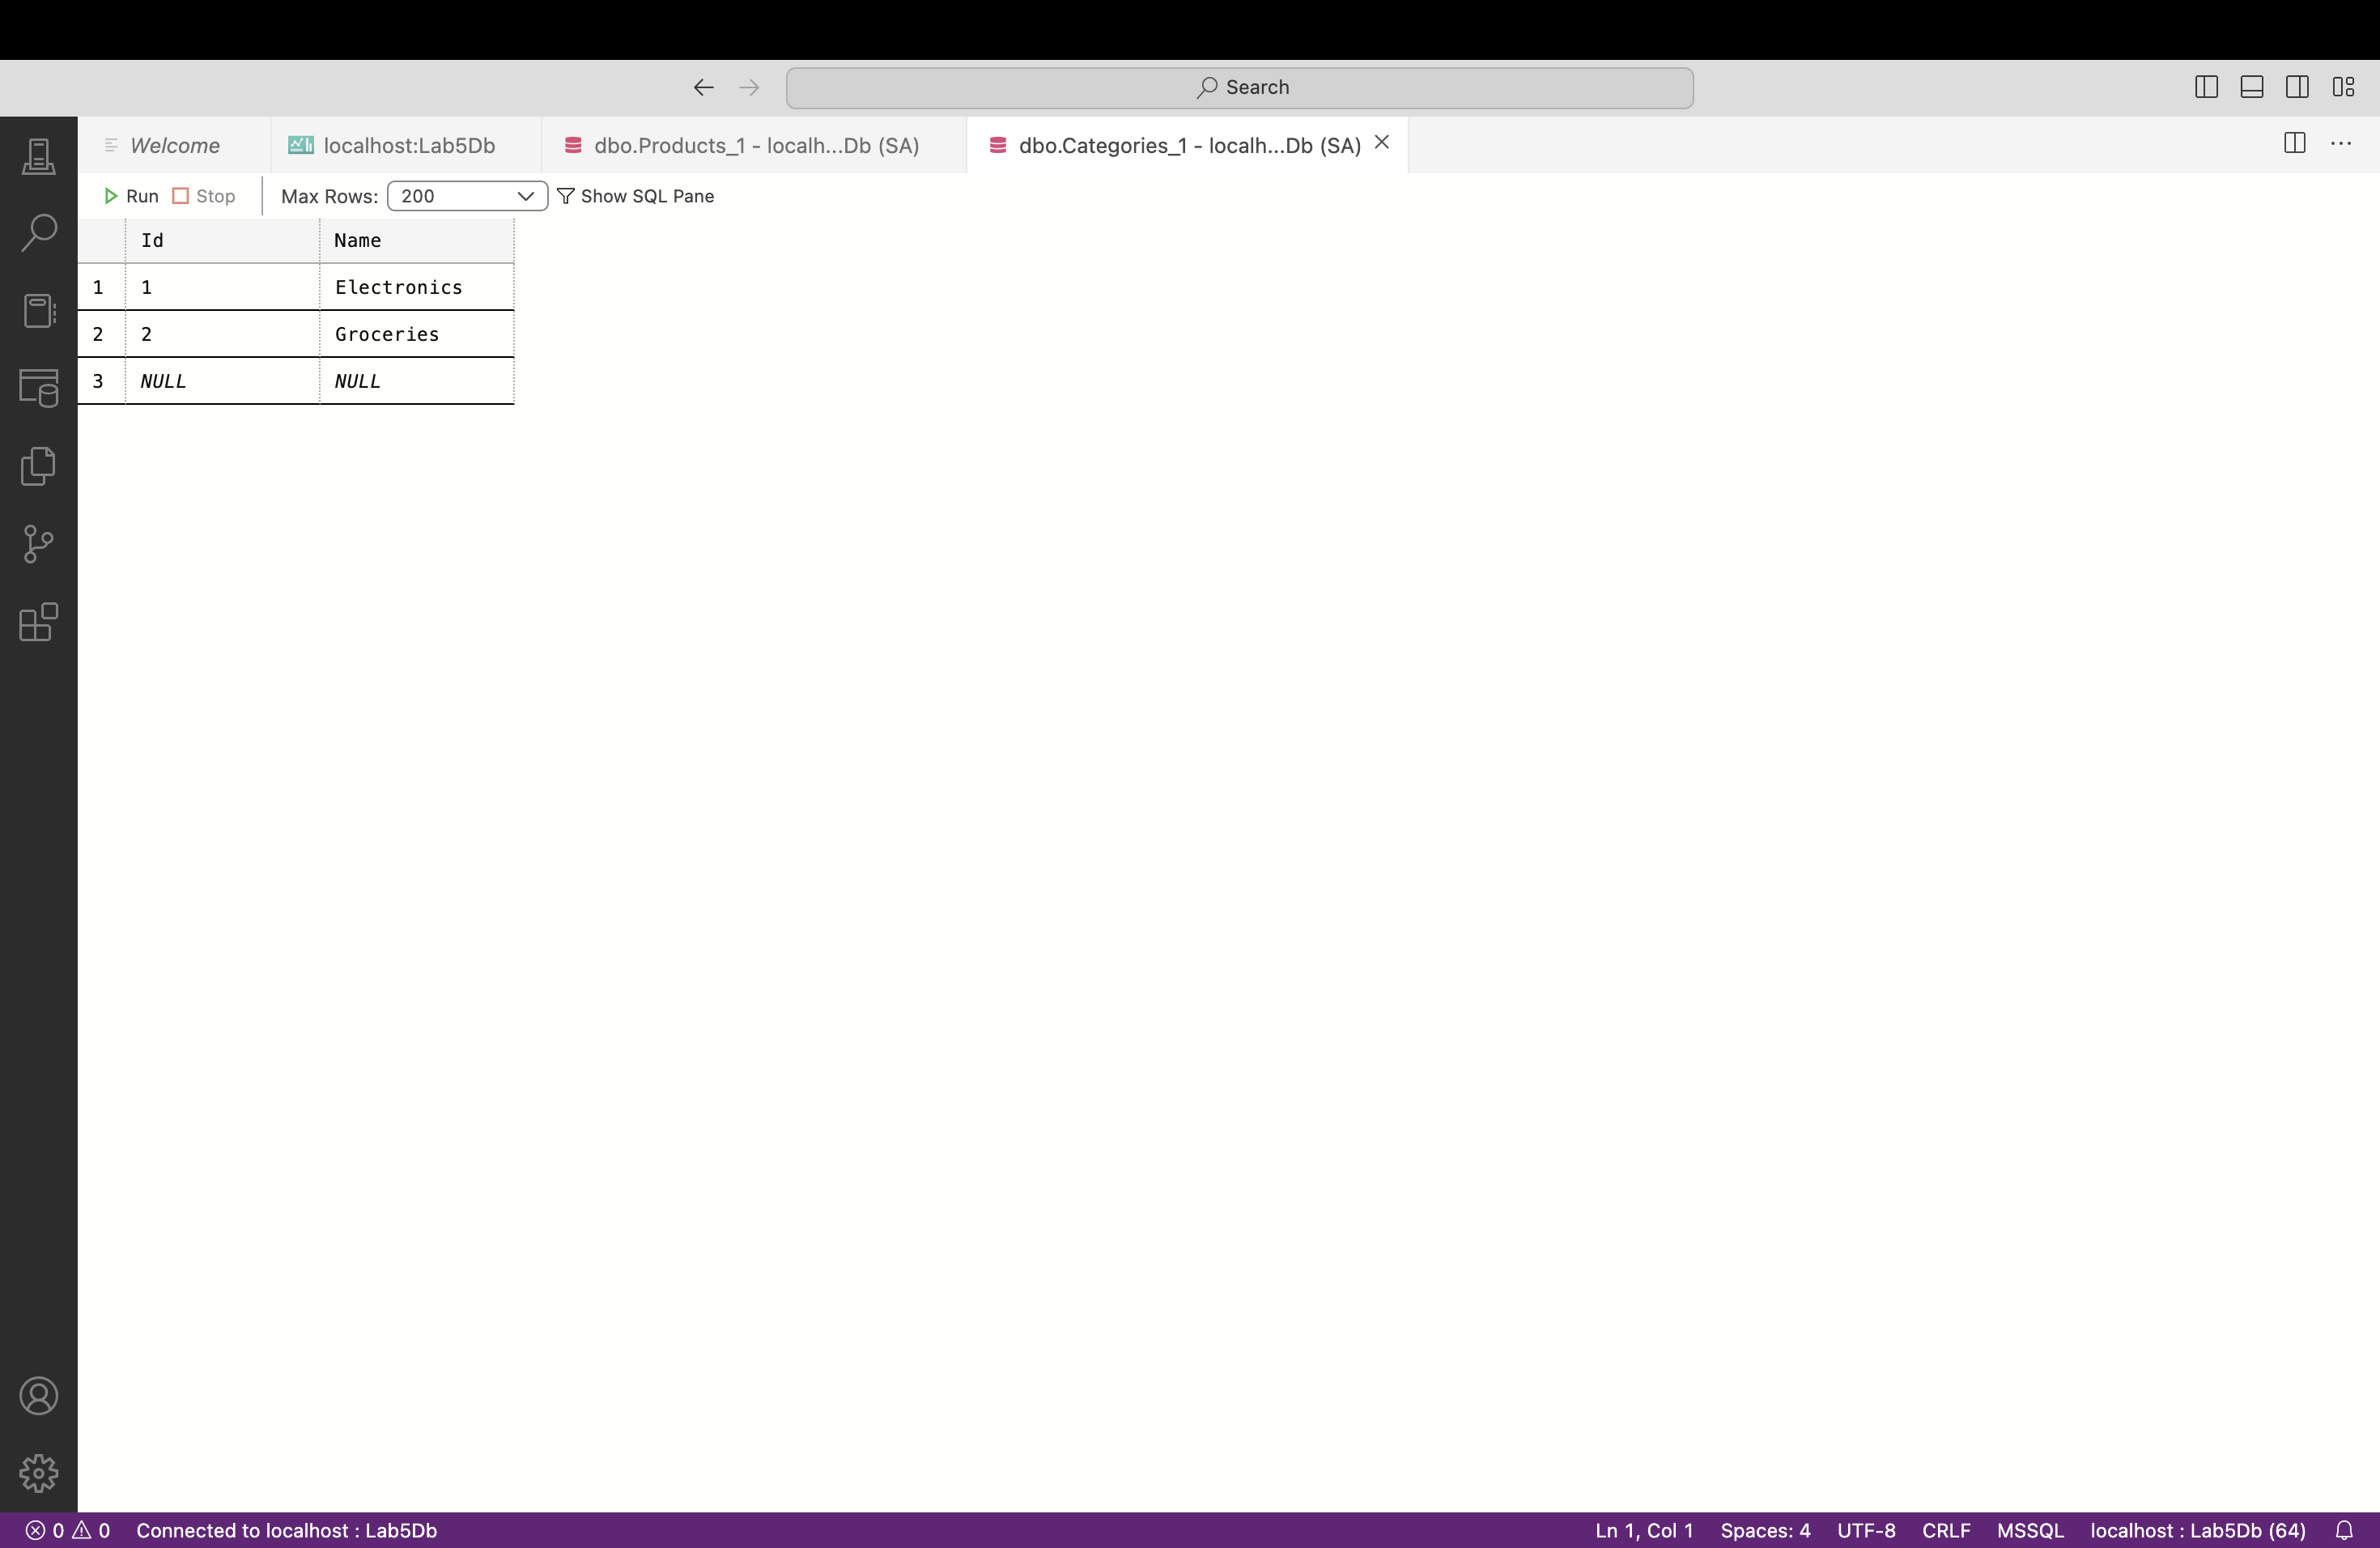 Search
Welcome
localhost:Lab5Db
dbo.Products_1 - localh...Db (SA)
dbo.Categories_1 - localh...Db (SA)
Run Stop Max Rows: 200 Show SQL Pane
Id Name
1 1 Electronics
2 2 Groceries
3 NULL NULL
0 0 Connected to localhost : Lab5Db Ln 1, Col 1 Spaces: 4 UTF-8 CRLF MSSQL localhost : Lab5Db (64)